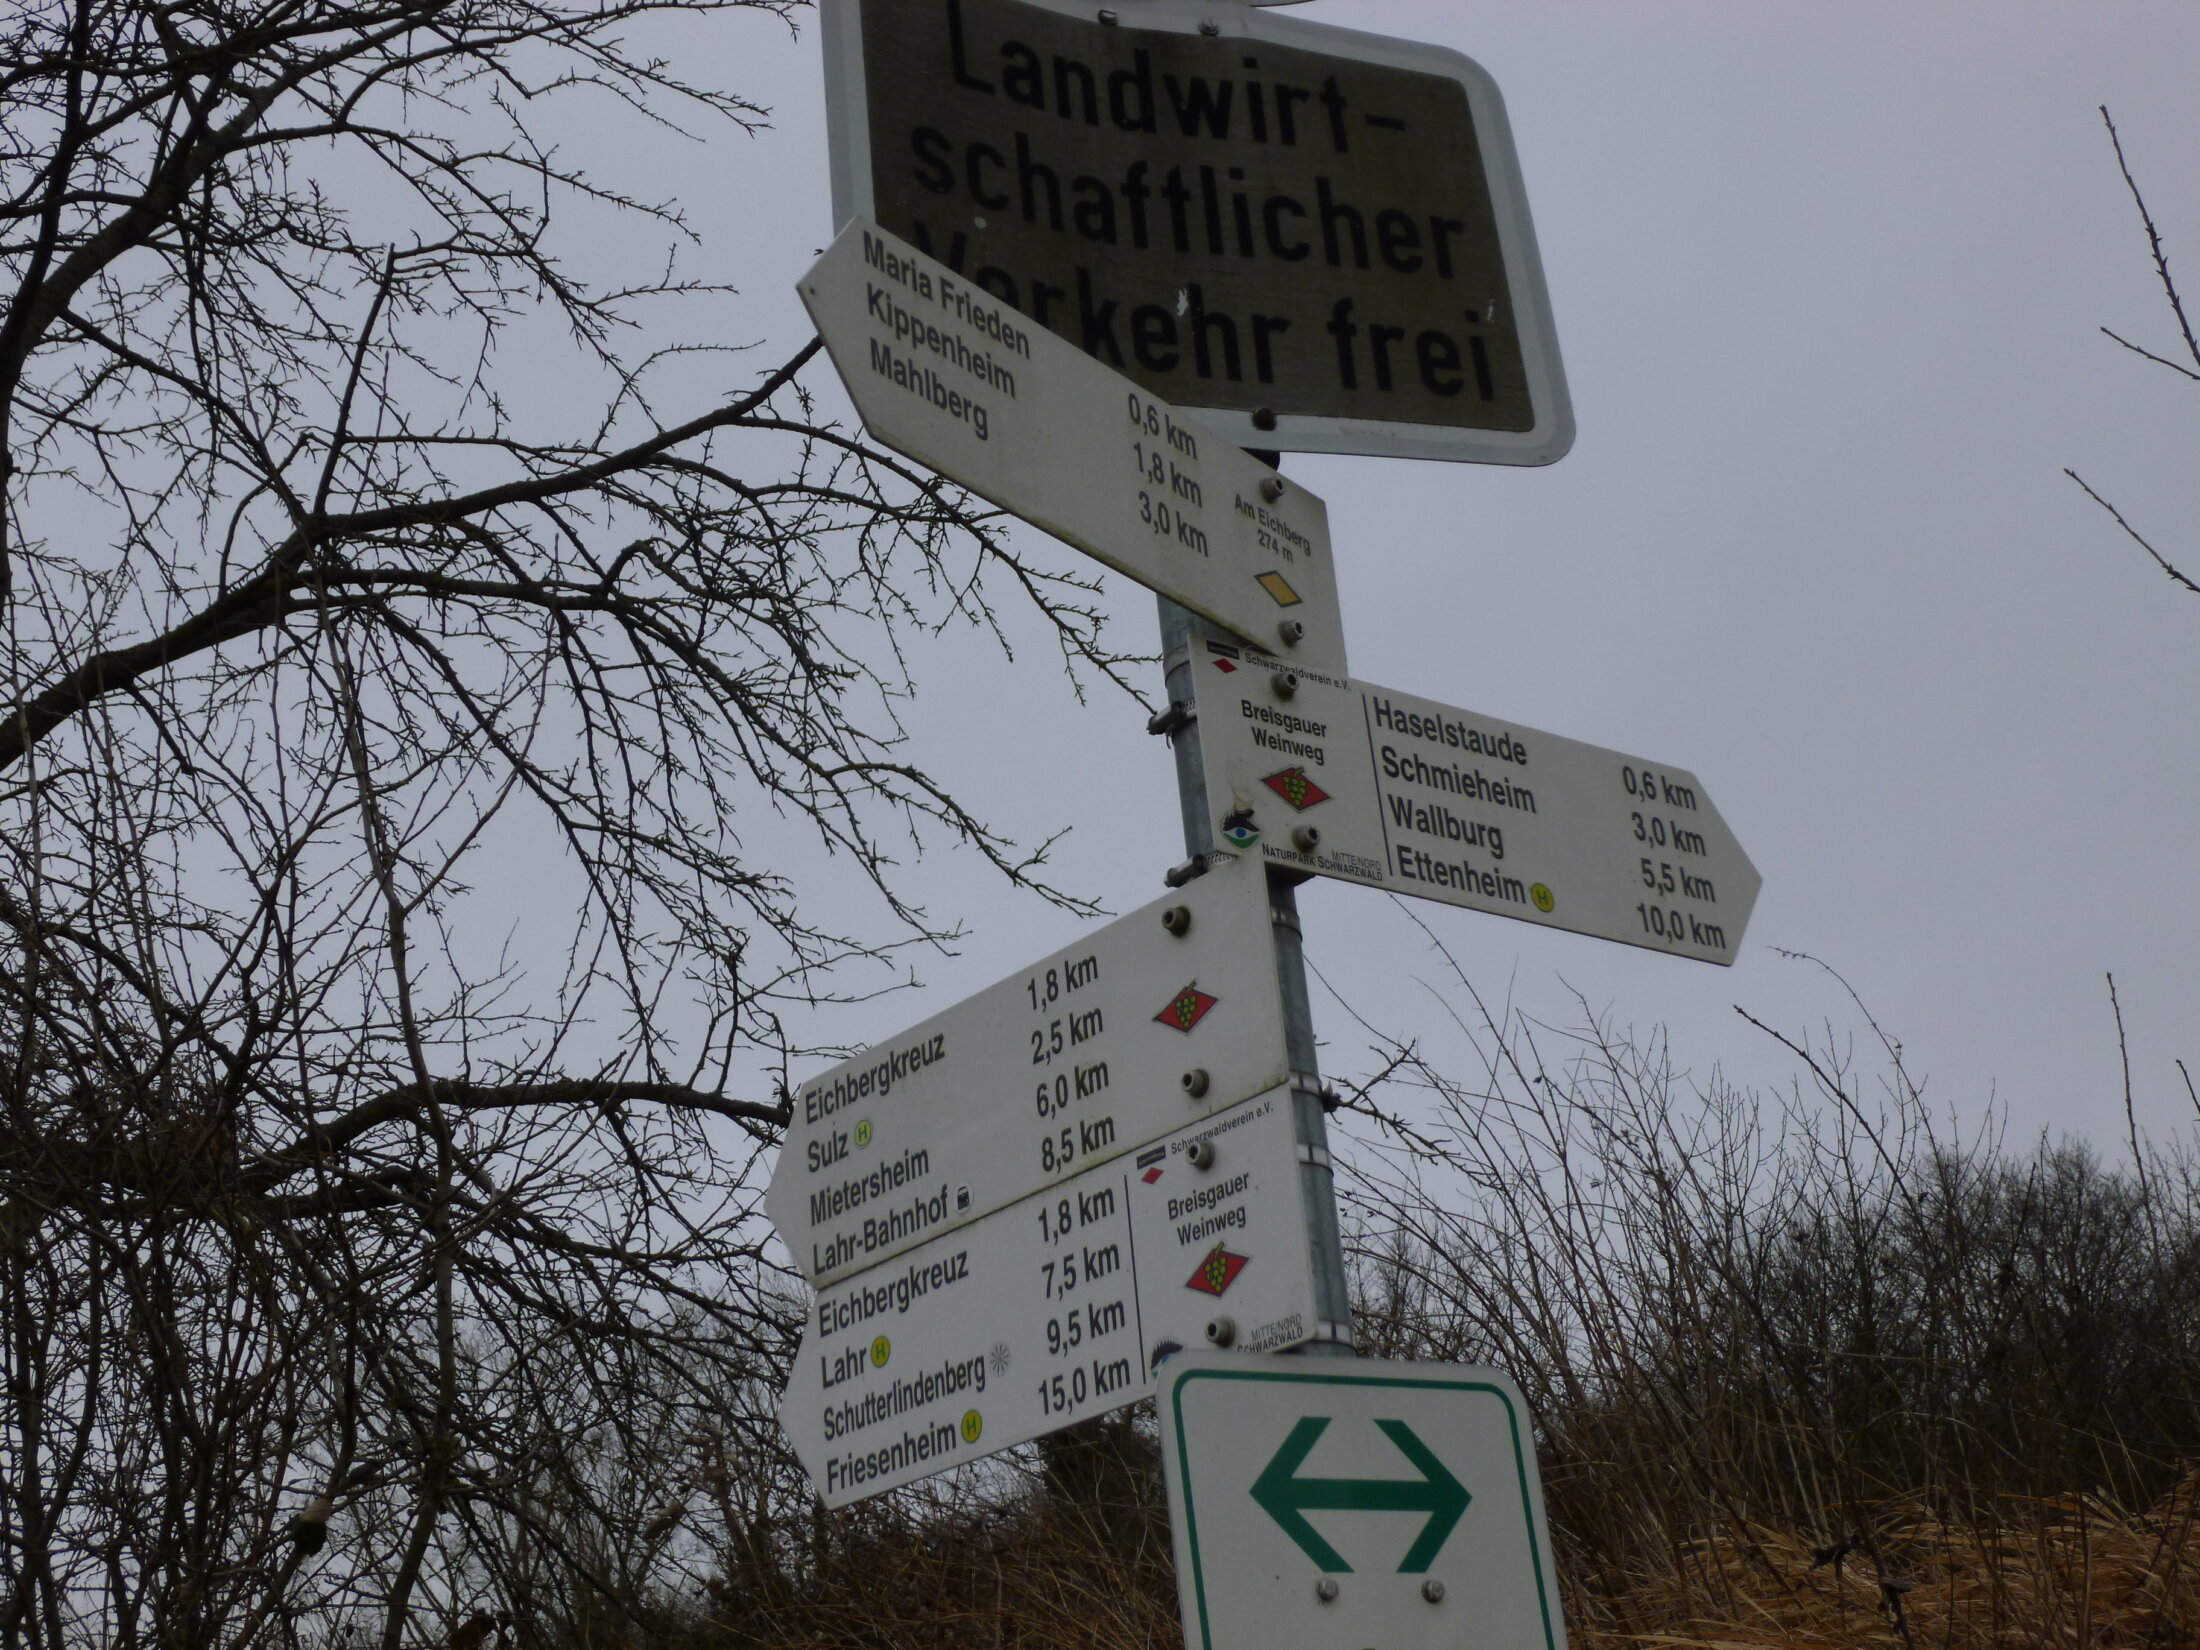 Landwirt-
schaftlicher
Verkehr frei
Maria Frieden 0,6 km
Kippenheim 1,8 km
Mahlberg 3,0 km
Am Eichberg
274 m
Schwarzwaldverein e.V.
Breisgauer
Weinweg
NATURPARK SCHWARZWALD
MITTE/NORD
Haselstaude 0,6 km
Schmieheim 3,0 km
Wallburg 5,5 km
Ettenheim H 10,0 km
Eichbergkreuz 1,8 km
Sulz H 2,5 km
Mietersheim 6,0 km
Lahr-Bahnhof 8,5 km
Eichbergkreuz 1,8 km
Lahr H 7,5 km
Schutterlindenberg 9,5 km
Friesenheim H 15,0 km
Schwarzwaldverein e.V.
Breisgauer
Weinweg
MITTE/NORD
SCHWARZWALD